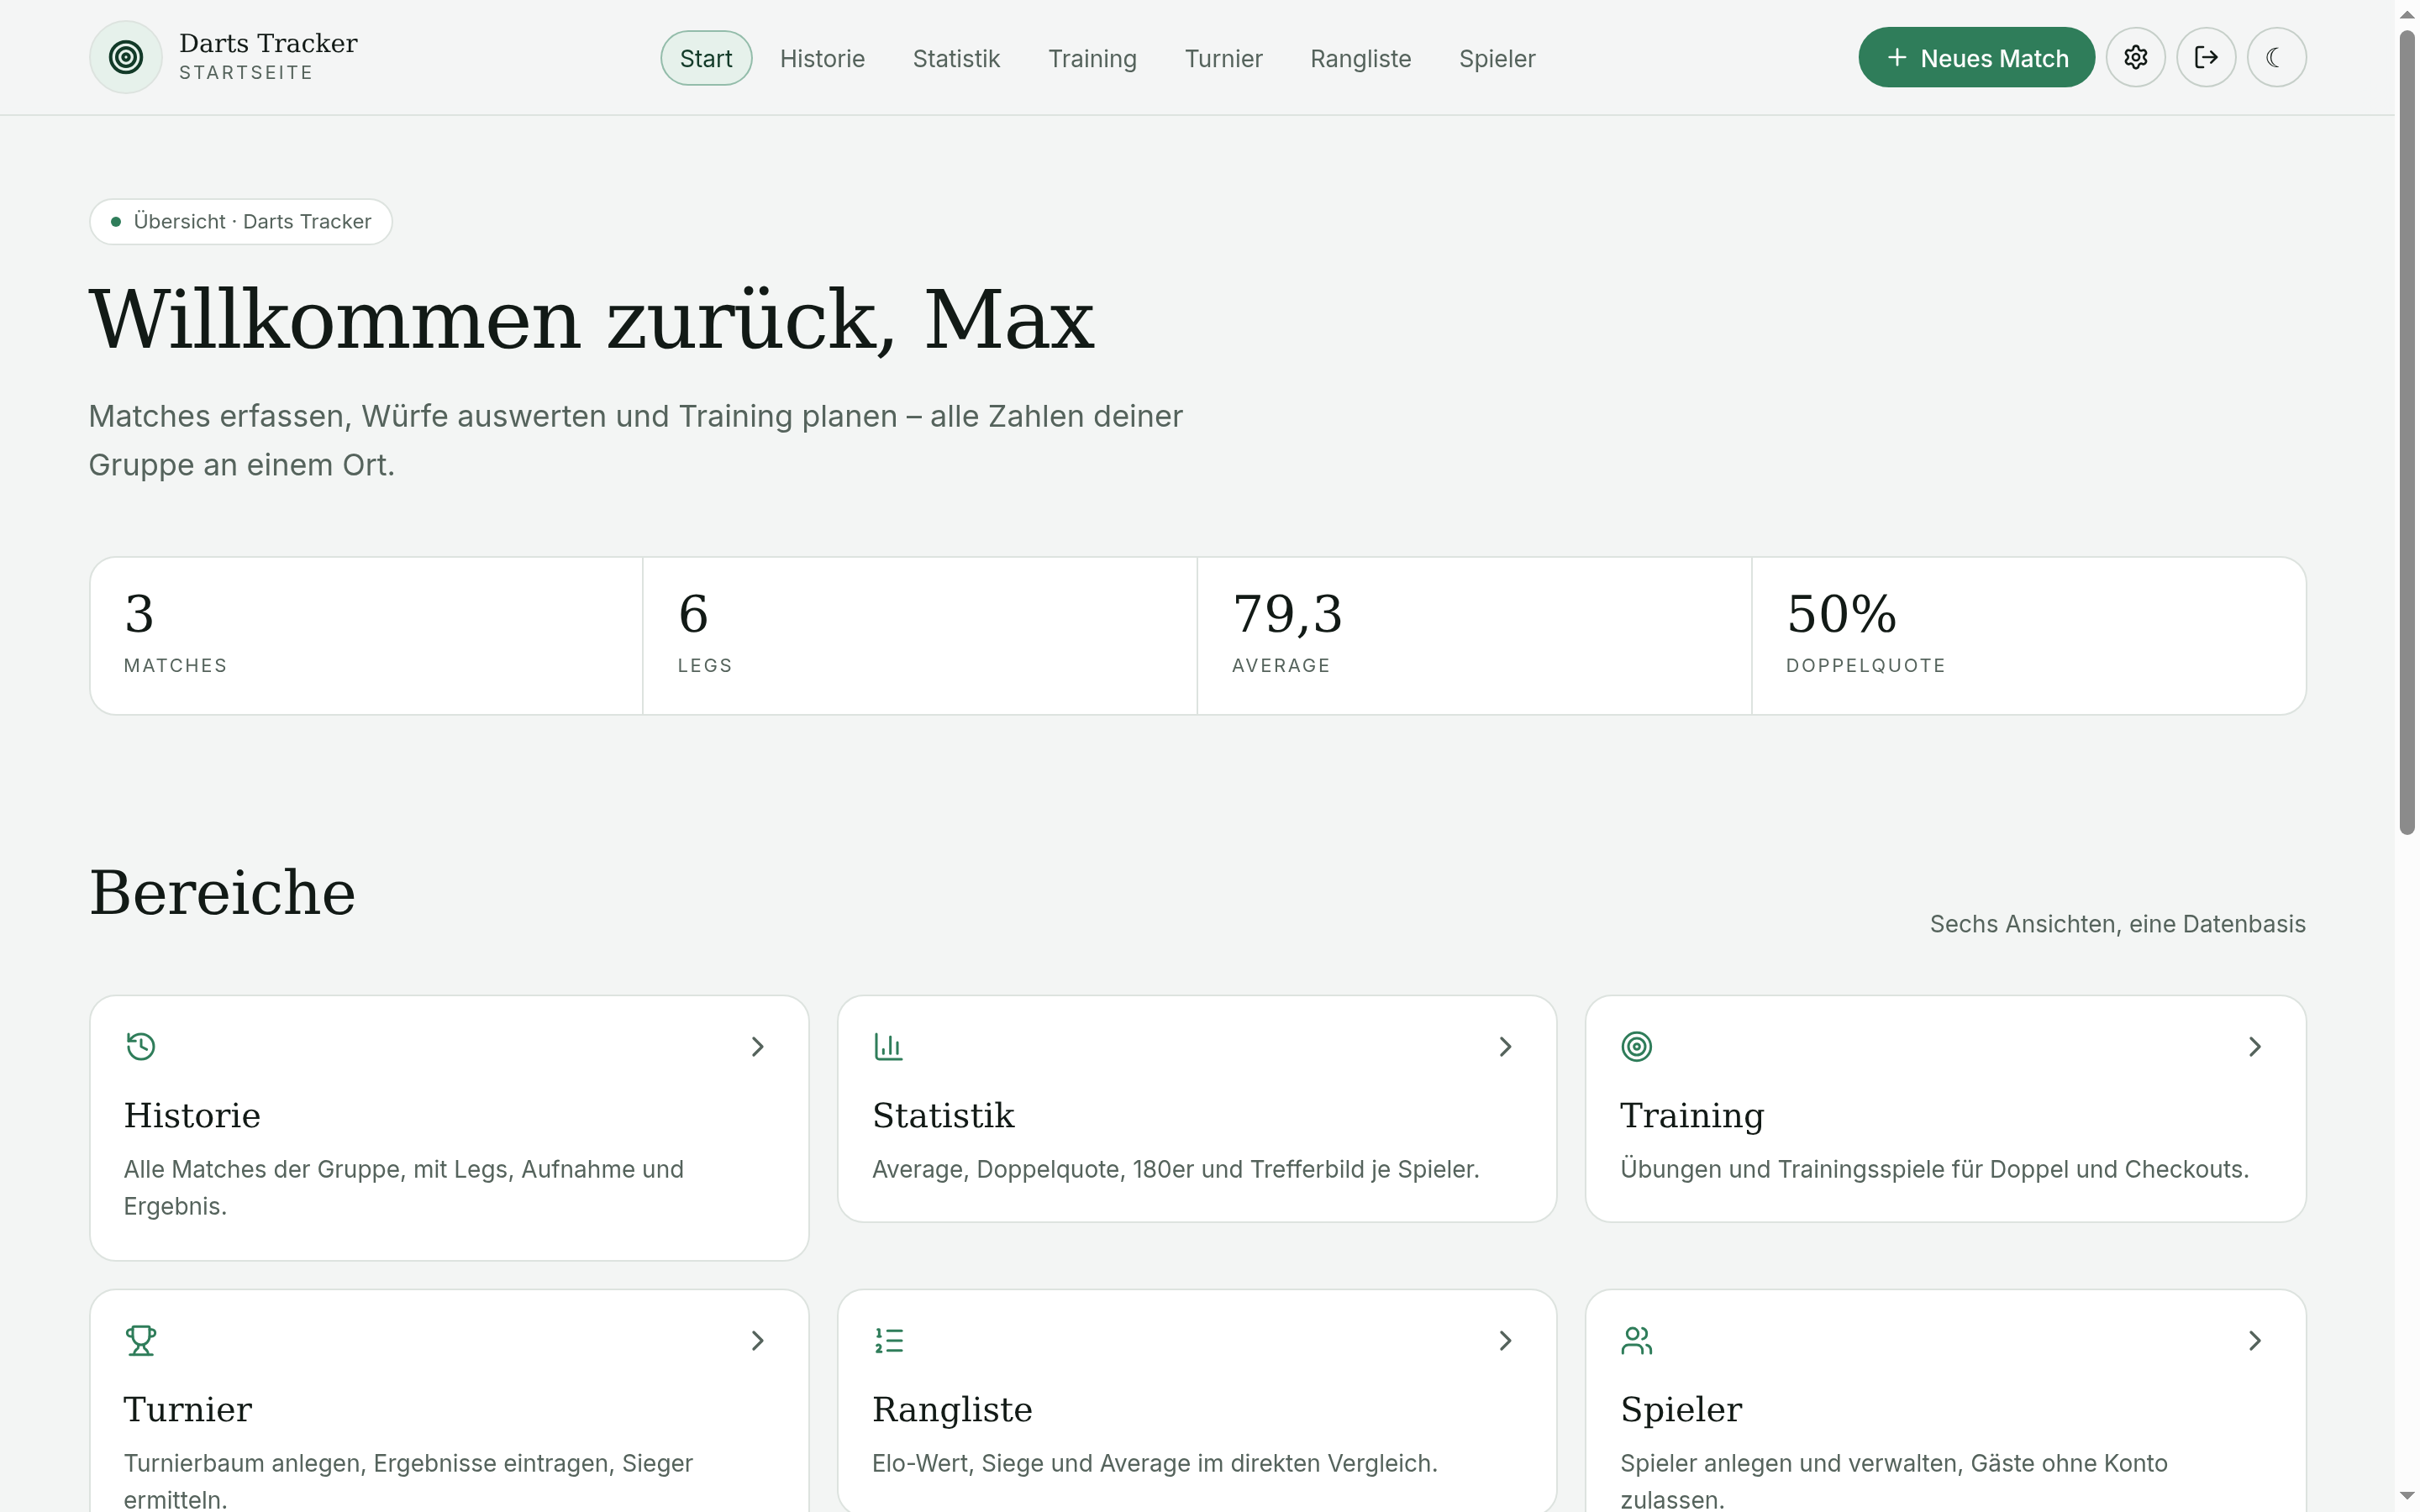 Darts Tracker
STARTSEITE
Start
Historie
Statistik
Training
Turnier
Rangliste
Spieler
Neues Match
Übersicht · Darts Tracker
Willkommen zurück, Max
Matches erfassen, Würfe auswerten und Training planen – alle Zahlen deiner
Gruppe an einem Ort.
3
MATCHES
6
LEGS
79,3
AVERAGE
50%
DOPPELQUOTE
Bereiche
Sechs Ansichten, eine Datenbasis
Historie
Alle Matches der Gruppe, mit Legs, Aufnahme und
Ergebnis.
Statistik
Average, Doppelquote, 180er und Trefferbild je Spieler.
Training
Übungen und Trainingsspiele für Doppel und Checkouts.
Turnier
Turnierbaum anlegen, Ergebnisse eintragen, Sieger
ermitteln.
Rangliste
Elo-Wert, Siege und Average im direkten Vergleich.
Spieler
Spieler anlegen und verwalten, Gäste ohne Konto
zulassen.